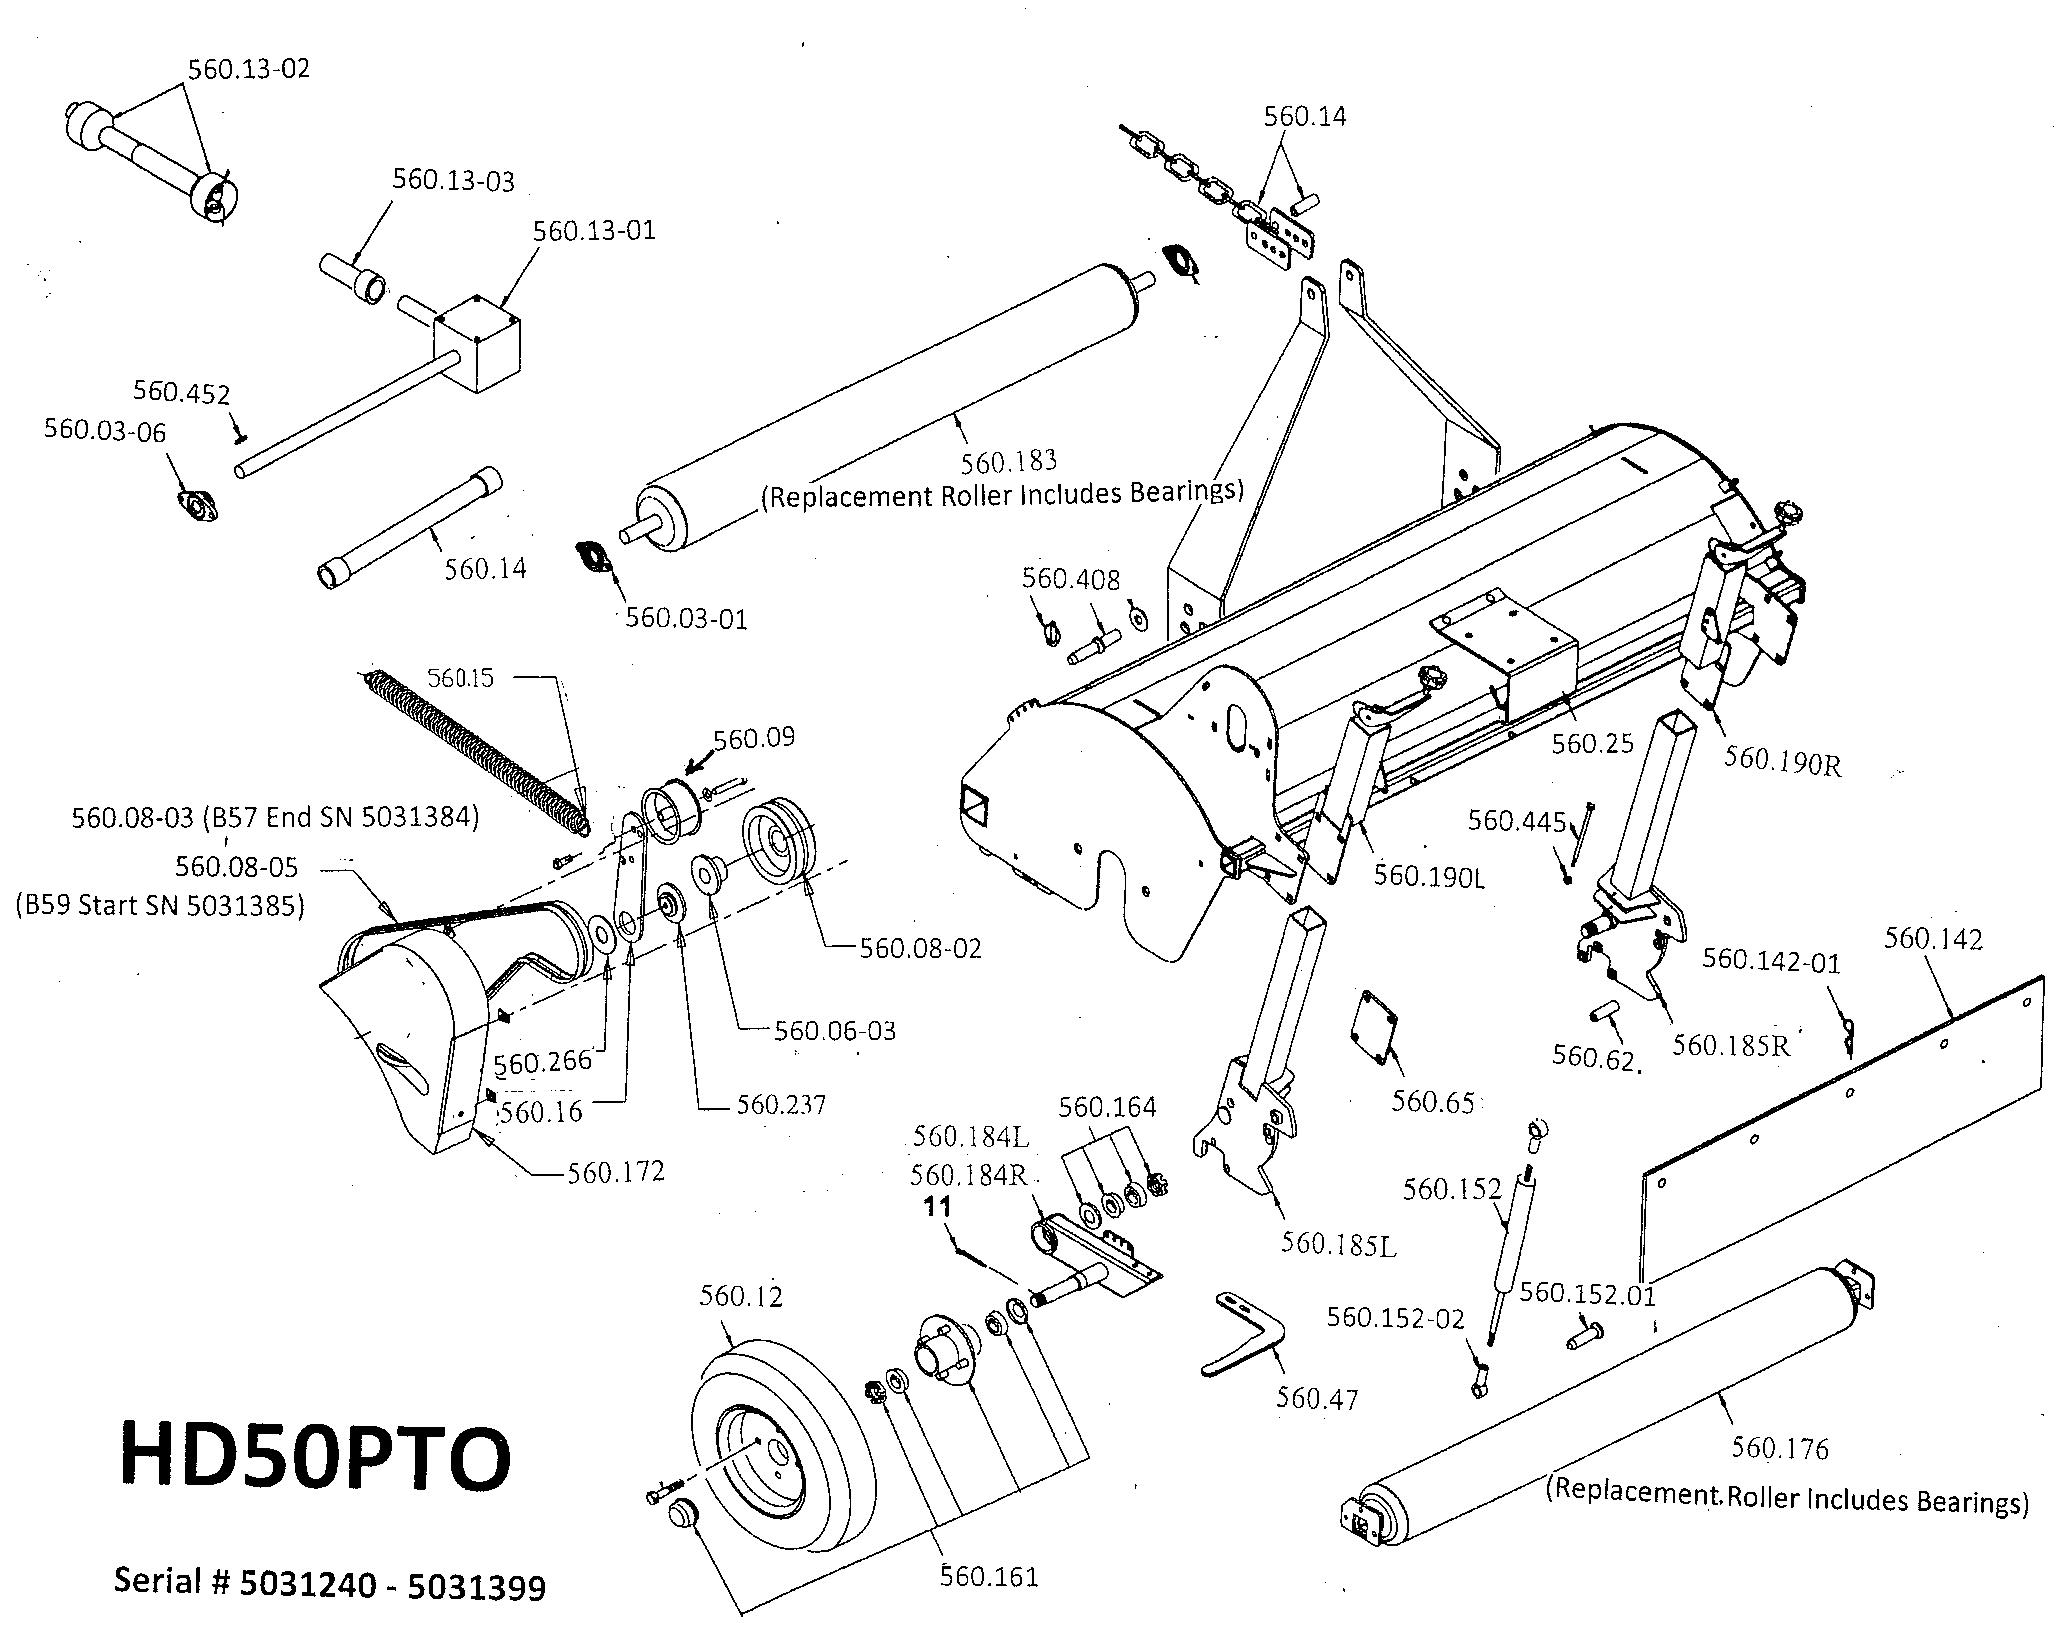 560.13-02
560.13-03
560.13-01
560.14
560.452
560.03-06
560.14
560.183
(Replacement Roller Includes Bearings)
560.03-01
560.408
560.15
560.09
560.08-03 (B57 End SN 5031384)
560.08-05
(B59 Start SN 5031385)
560.08-02
560.06-03
560.266
560.16
560.237
560.172
560.25
560.190R
560.445
560.190L
560.142-01
560.142
560.185R
560.62.
560.65
560.164
560.184L
560.184R
11
560.185L
560.152
560.152.01
560.152-02
560.12
560.47
560.176
(Replacement Roller Includes Bearings)
560.161
HD50PTO
Serial # 5031240 - 5031399